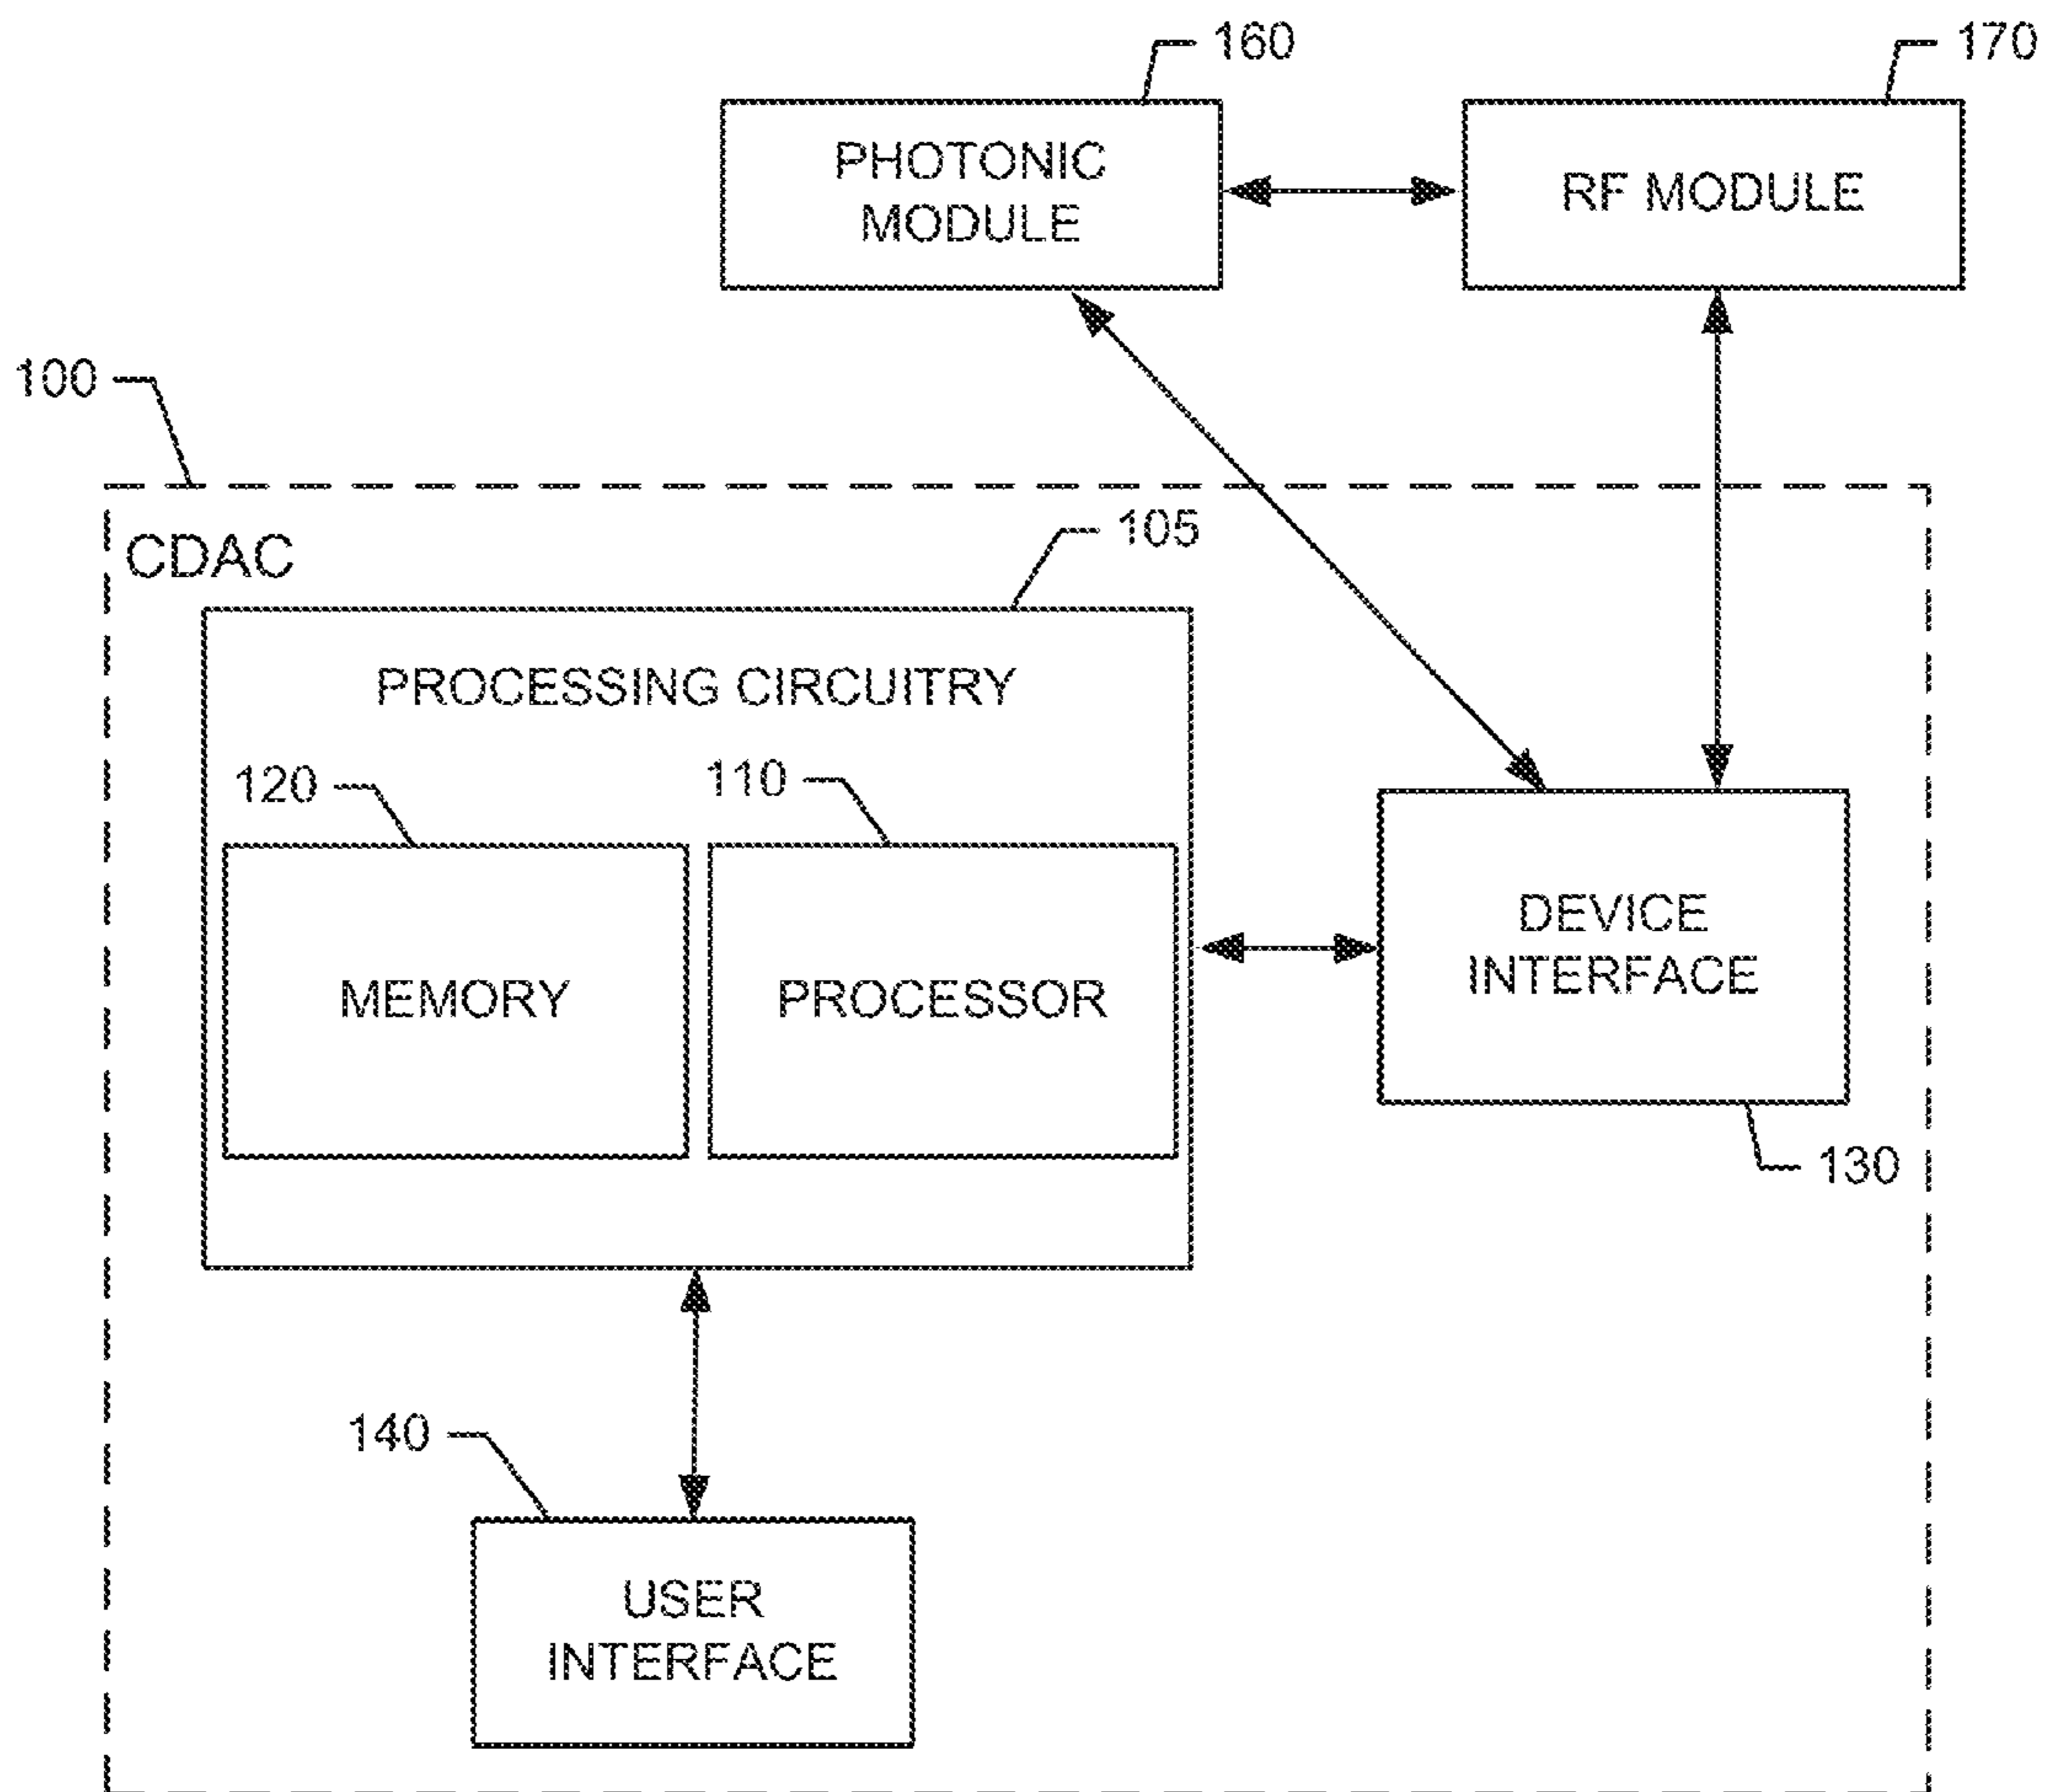 160
170
PHOTONIC
MODULE
RF MODULE
100
CDAC
105
PROCESSING CIRCUITRY
120
110
MEMORY
PROCESSOR
DEVICE
INTERFACE
130
140
USER
INTERFACE